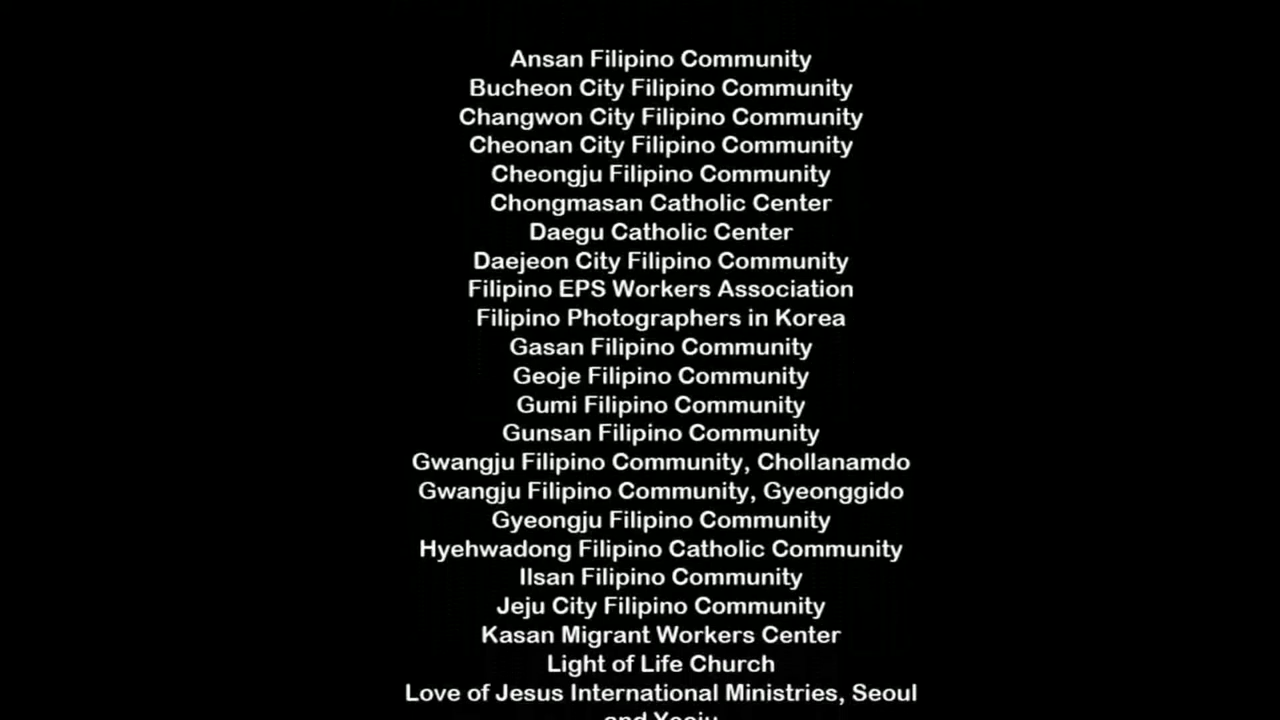 Ansan Filipino Community
Bucheon City Filipino Community
Changwon City Filipino Community
Cheonan City Filipino Community
Cheongju Filipino Community
Chongmasan Catholic Center
Daegu Catholic Center
Daejeon City Filipino Community
Filipino EPS Workers Association
Filipino Photographers in Korea
Gasan Filipino Community
Geoje Filipino Community
Gumi Filipino Community
Gunsan Filipino Community
Gwangju Filipino Community, Chollanamdo
Gwangju Filipino Community, Gyeonggido
Gyeongju Filipino Community
Hyehwadong Filipino Catholic Community
Ilsan Filipino Community
Jeju City Filipino Community
Kasan Migrant Workers Center
Light of Life Church
Love of Jesus International Ministries, Seoul
and